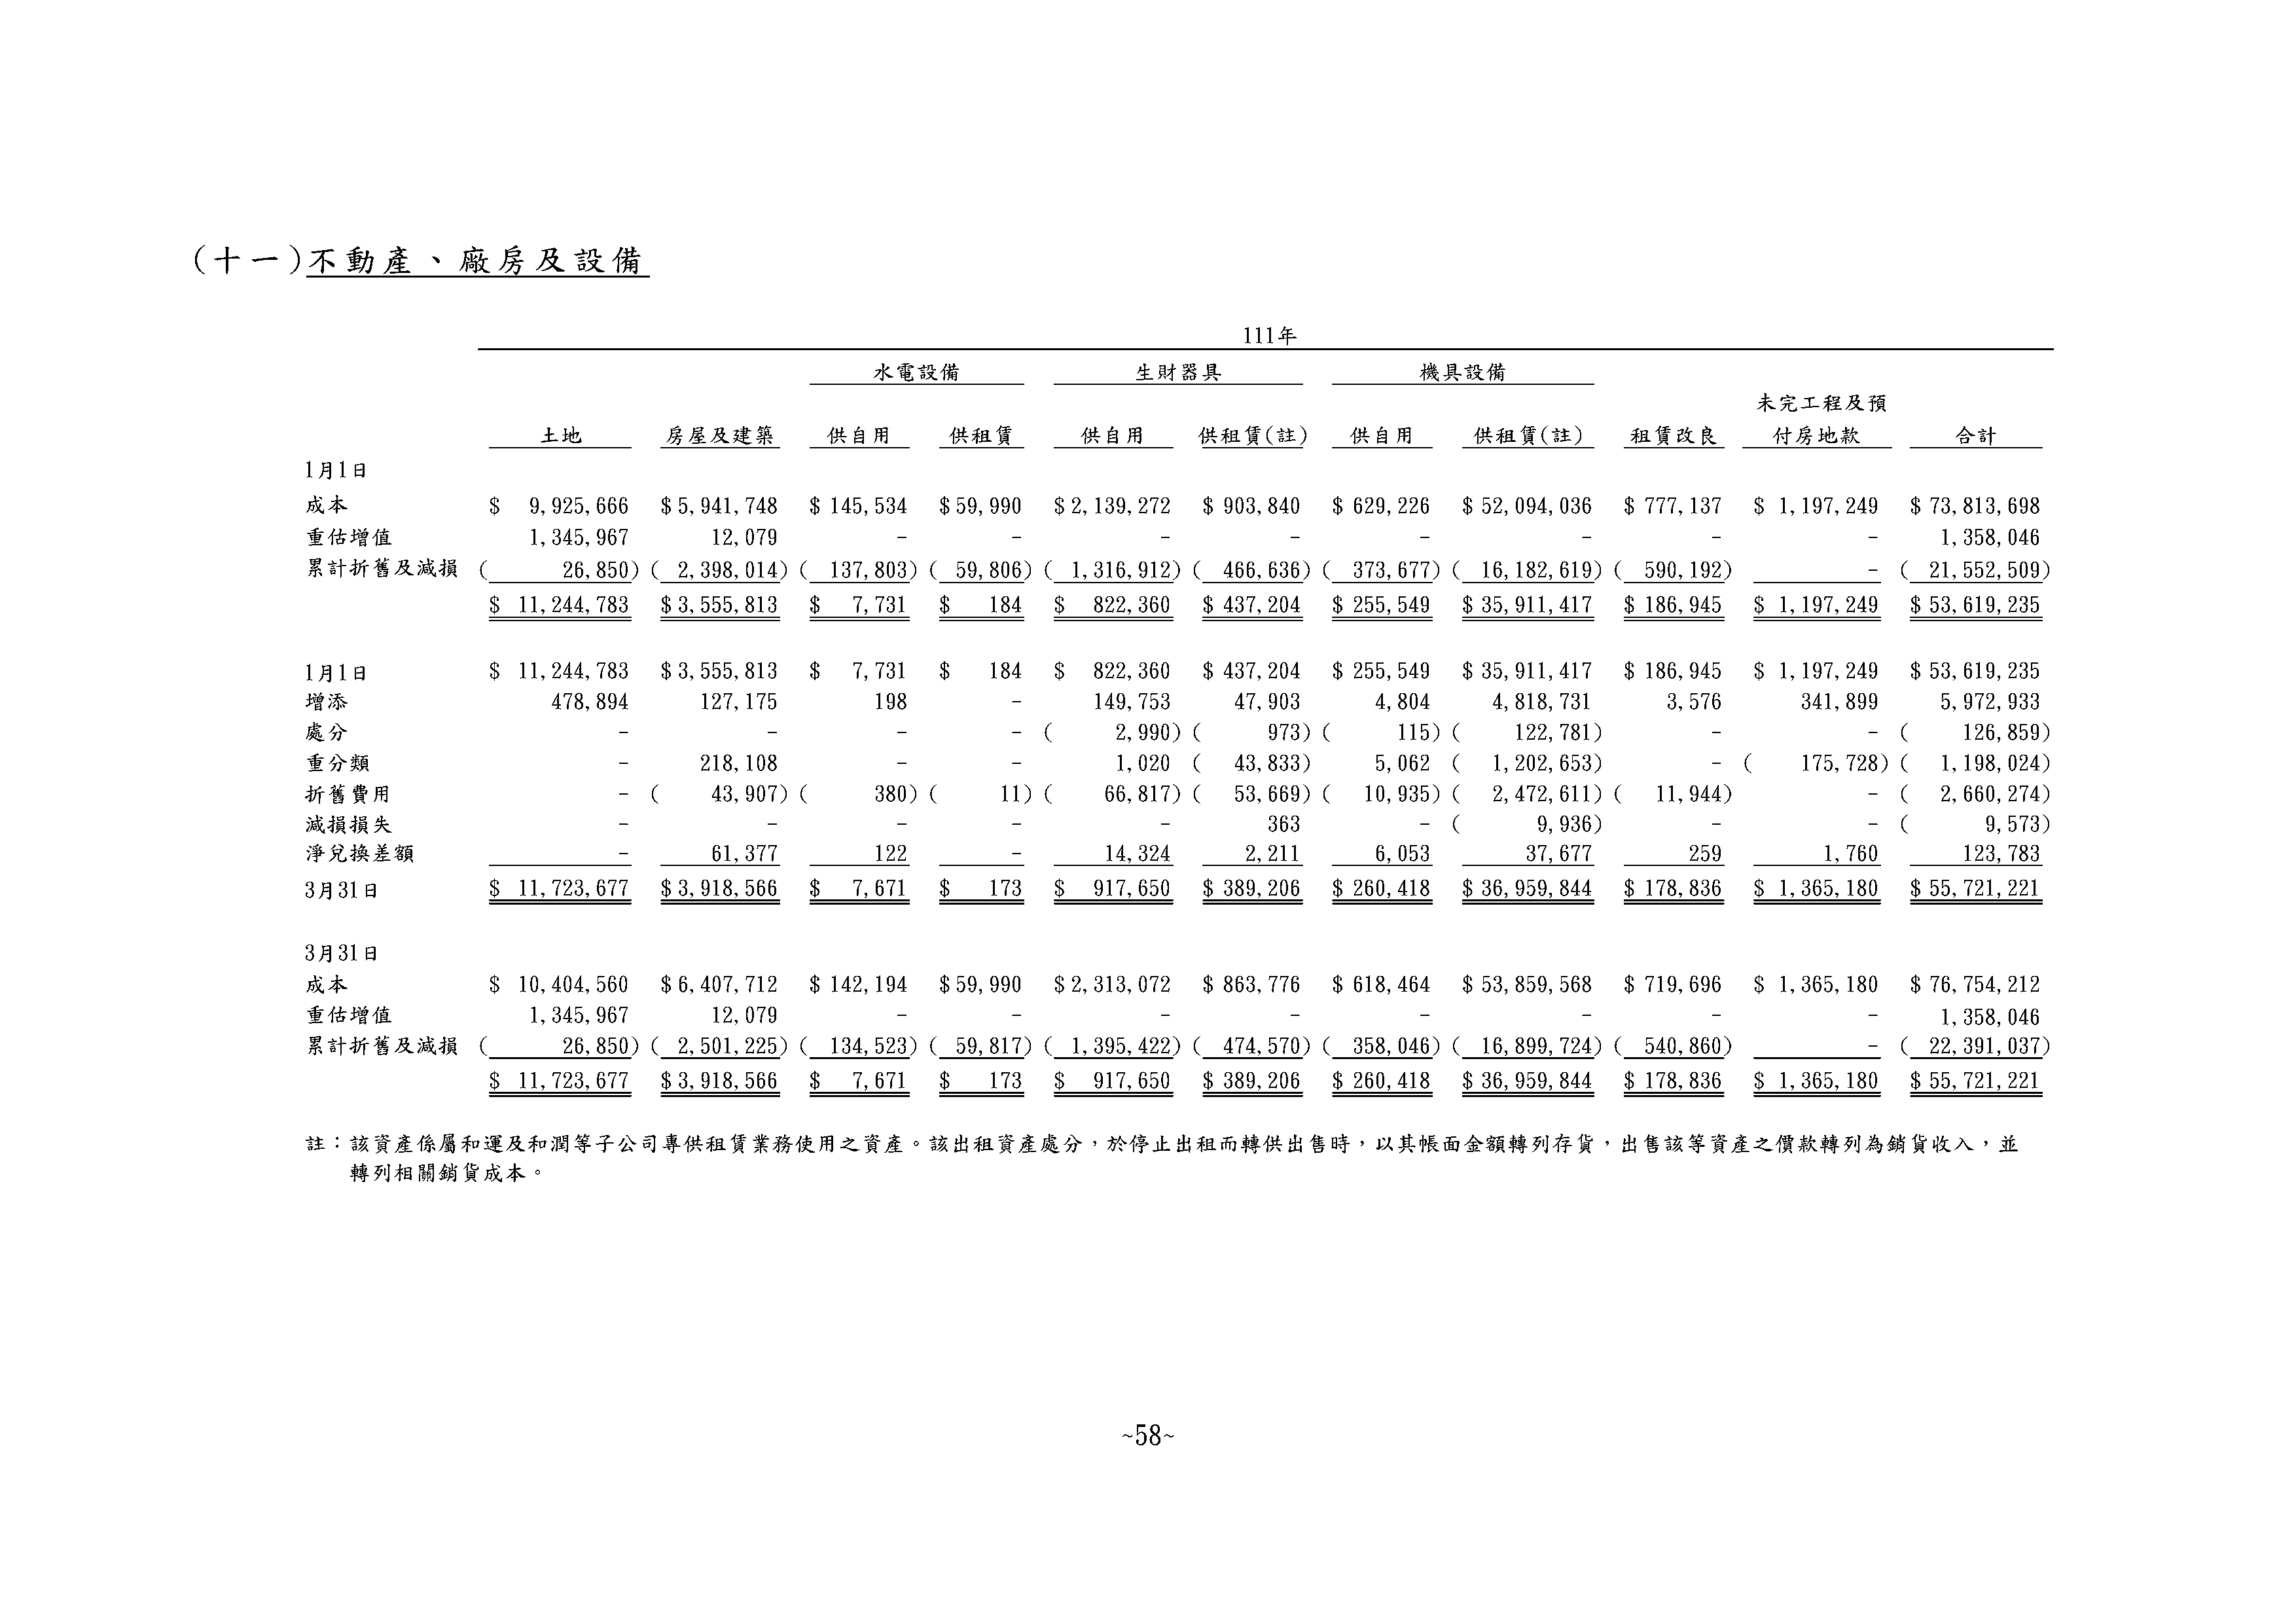 (十一)不動產、廠房及設備
111年
水電設備 生財器具 機具設備
未完工程及預
土地 房屋及建築 供自用 供租賃 供自用 供租賃(註) 供自用 供租賃(註) 租賃改良 付房地款 合計
1月1日
成本 $ 9,925,666 $5,941,748 $145,534 $59,990 $2,139,272 $903,840 $629,226 $52,094,036 $777,137 $1,197,249 $73,813,698
重估增值 1,345,967 12,079 - - - - - - - - 1,358,046
累計折舊及減損 ( 26,850) ( 2,398,014) ( 137,803) ( 59,806) ( 1,316,912) ( 466,636) ( 373,677) ( 16,182,619) ( 590,192) - ( 21,552,509)
$ 11,244,783 $3,555,813 $ 7,731 $ 184 $ 822,360 $437,204 $255,549 $35,911,417 $186,945 $1,197,249 $53,619,235
1月1日 $ 11,244,783 $3,555,813 $ 7,731 $ 184 $ 822,360 $437,204 $255,549 $35,911,417 $186,945 $1,197,249 $53,619,235
增添 478,894 127,175 198 - 149,753 47,903 4,804 4,818,731 3,576 341,899 5,972,933
處分 - - - - ( 2,990) ( 973) ( 115) ( 122,781) - - ( 126,859)
重分類 - 218,108 - - 1,020 ( 43,833) 5,062 ( 1,202,653) - ( 175,728) ( 1,198,024)
折舊費用 - ( 43,907) ( 380) ( 11) ( 66,817) ( 53,669) ( 10,935) ( 2,472,611) ( 11,944) - ( 2,660,274)
減損損失 - - - - - 363 - ( 9,936) - - ( 9,573)
淨兌換差額 - 61,377 122 - 14,324 2,211 6,053 37,677 259 1,760 123,783
3月31日 $ 11,723,677 $3,918,566 $ 7,671 $ 173 $ 917,650 $389,206 $260,418 $36,959,844 $178,836 $1,365,180 $55,721,221
3月31日
成本 $ 10,404,560 $6,407,712 $142,194 $59,990 $2,313,072 $863,776 $618,464 $53,859,568 $719,696 $1,365,180 $76,754,212
重估增值 1,345,967 12,079 - - - - - - - - 1,358,046
累計折舊及減損 ( 26,850) ( 2,501,225) ( 134,523) ( 59,817) ( 1,395,422) ( 474,570) ( 358,046) ( 16,899,724) ( 540,860) - ( 22,391,037)
$ 11,723,677 $3,918,566 $ 7,671 $ 173 $ 917,650 $389,206 $260,418 $36,959,844 $178,836 $1,365,180 $55,721,221
註：該資產係屬和運及和潤等子公司專供租賃業務使用之資產。該出租資產處分，於停止出租而轉供出售時，以其帳面金額轉列存貨，出售該等資產之價款轉列為銷貨收入，並
轉列相關銷貨成本。
~58~